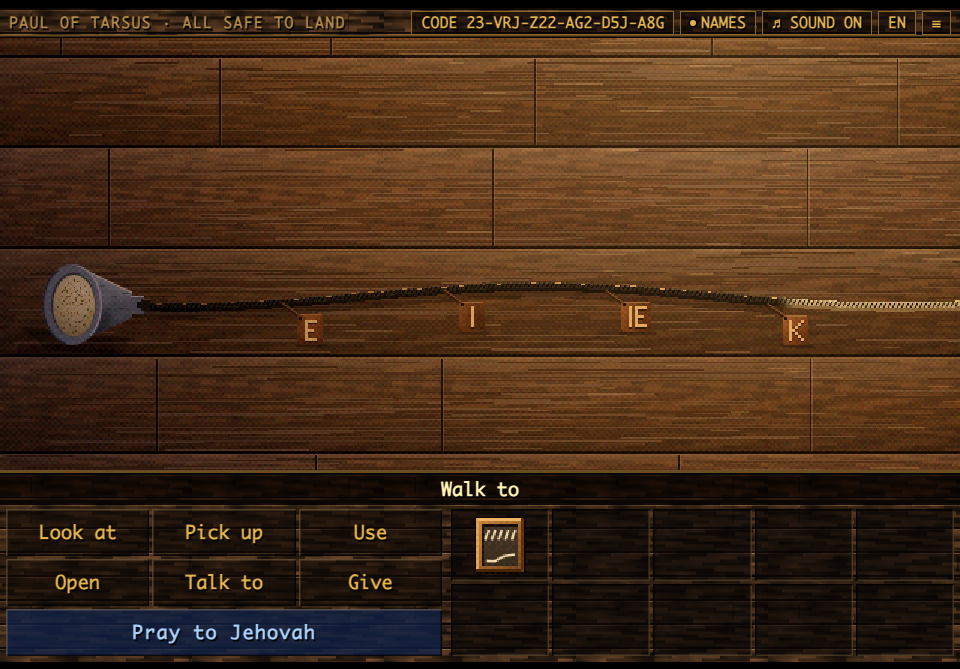 PAUL OF TARSUS · ALL SAFE TO LAND
CODE 23-VRJ-Z22-AG2-D5J-A8G
● NAMES
♬ SOUND ON
EN
≡
E
I
IE
K
Walk to
Look at
Pick up
Use
Open
Talk to
Give
Pray to Jehovah